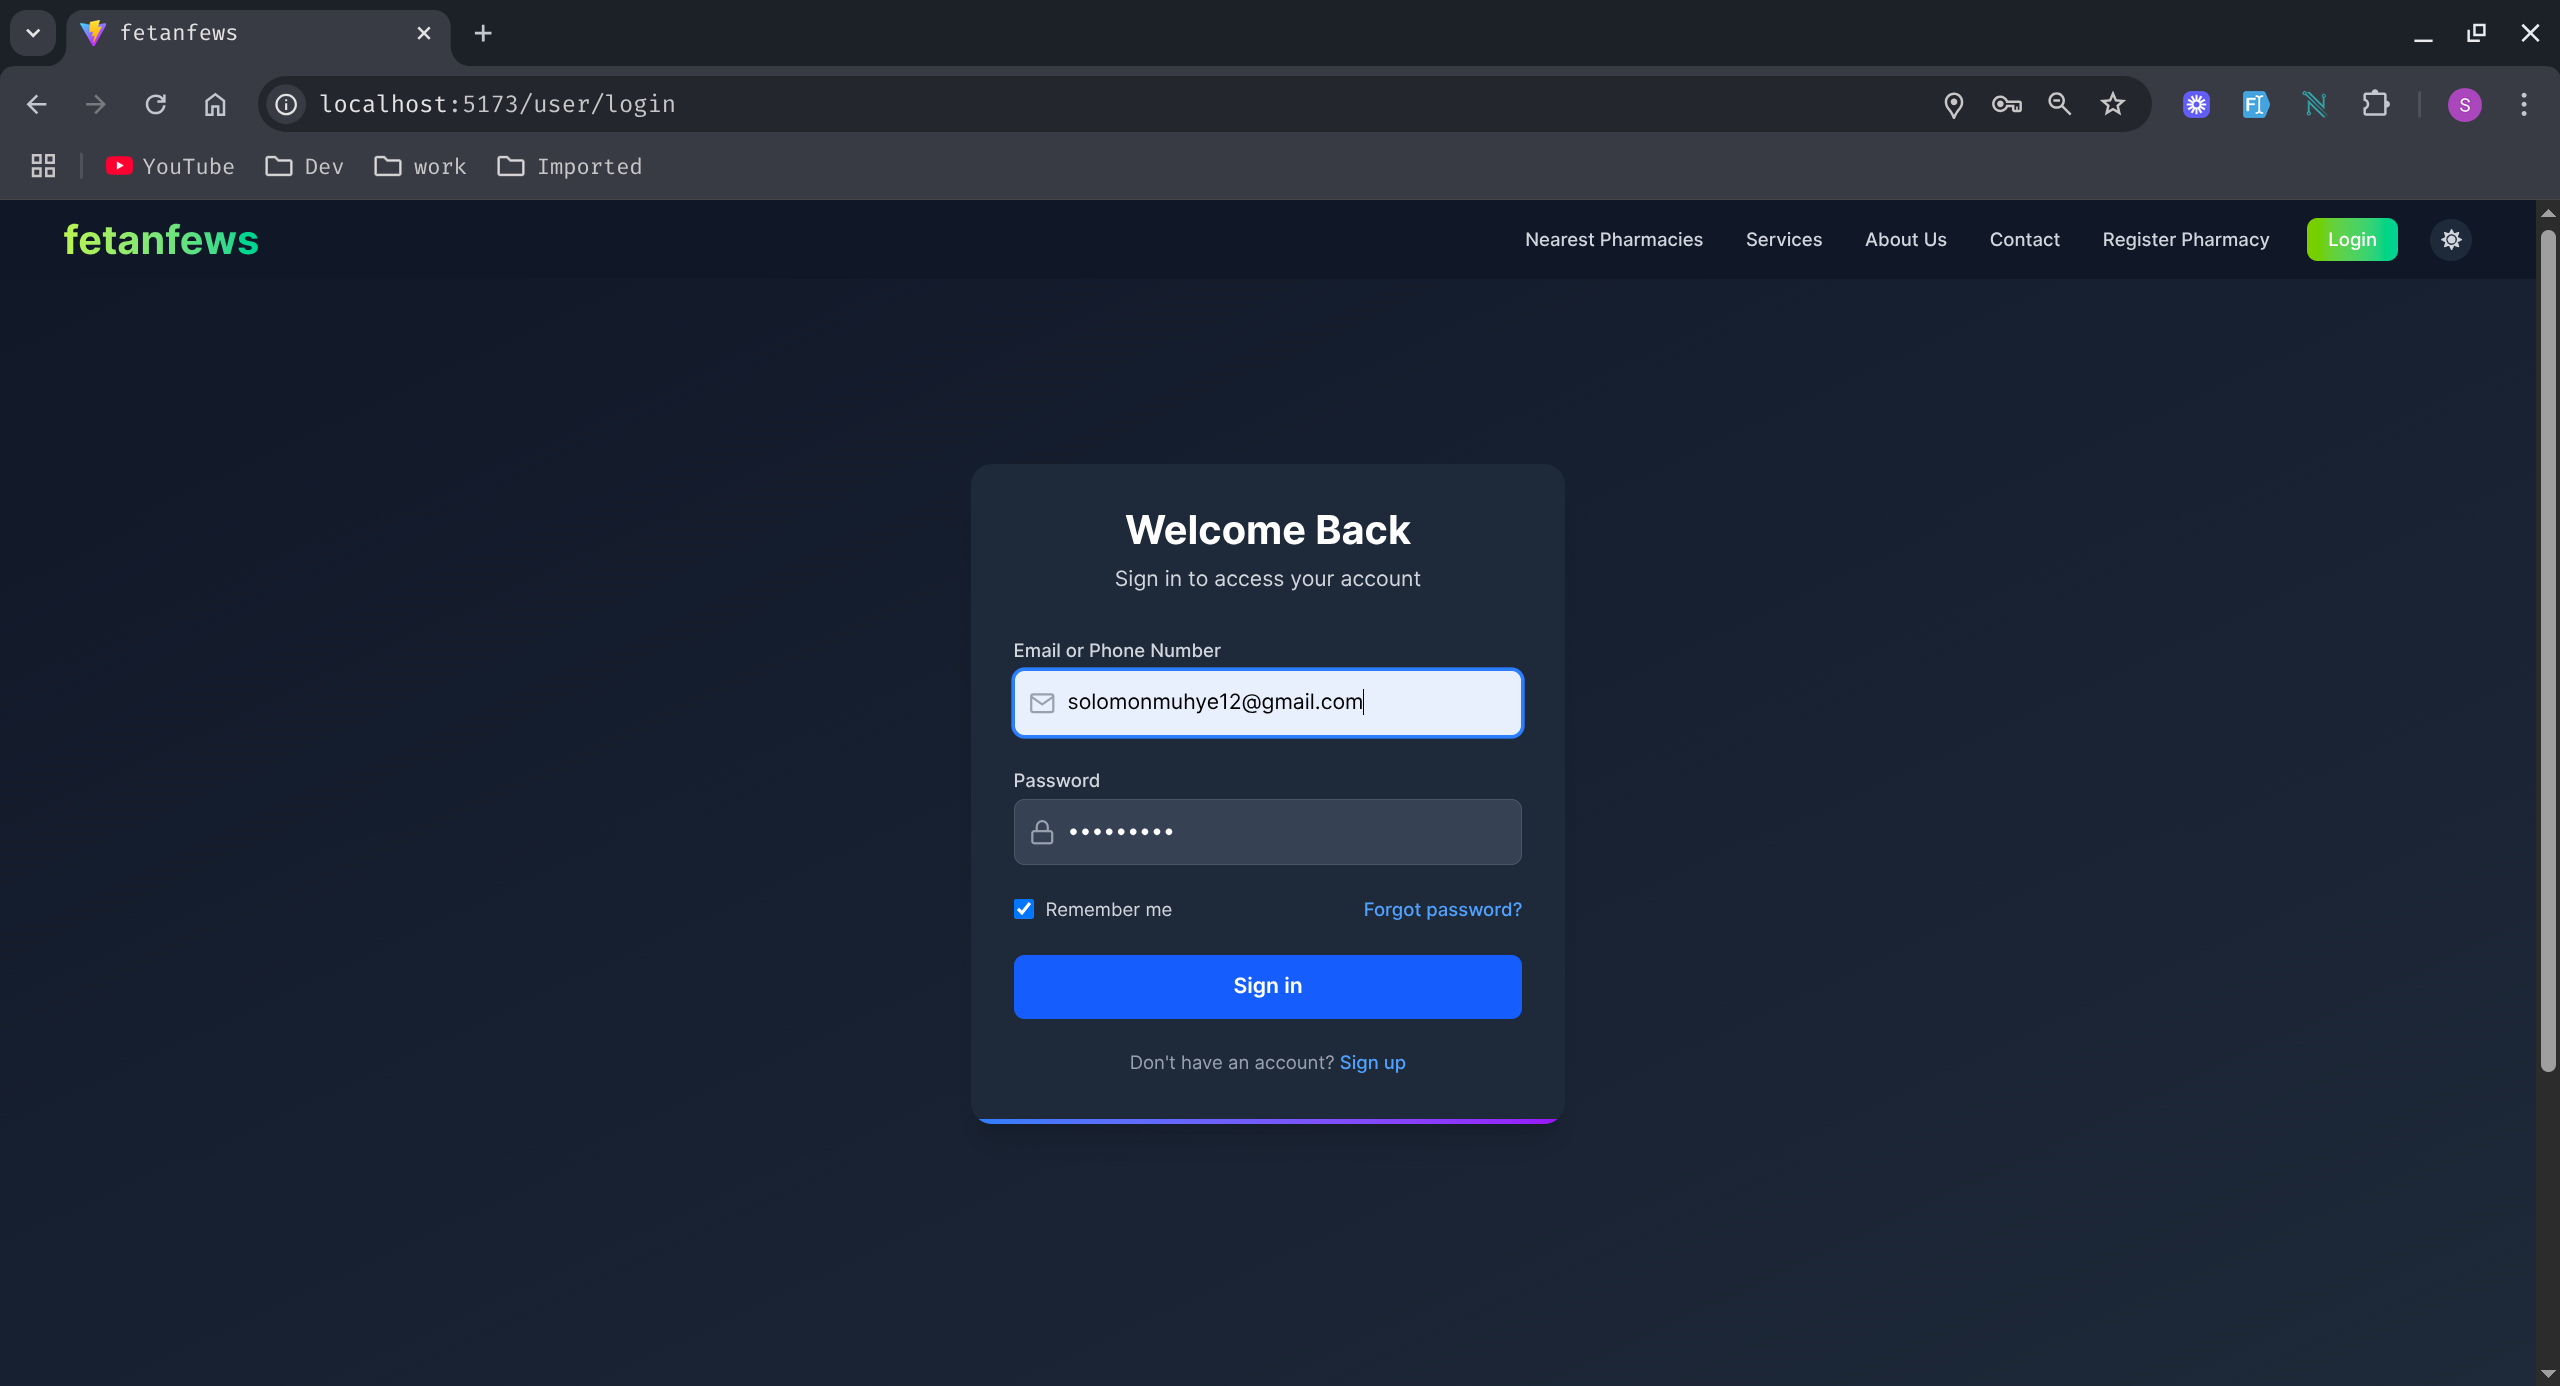 fetanfews
localhost:5173/user/login
S
YouTube Dev work Imported
fetanfews Nearest Pharmacies Services About Us Contact Register Pharmacy Login
Welcome Back
Sign in to access your account
Email or Phone Number
solomonmuhye12@gmail.com
Password
•••••••••
Remember me Forgot password?
Sign in
Don't have an account? Sign up